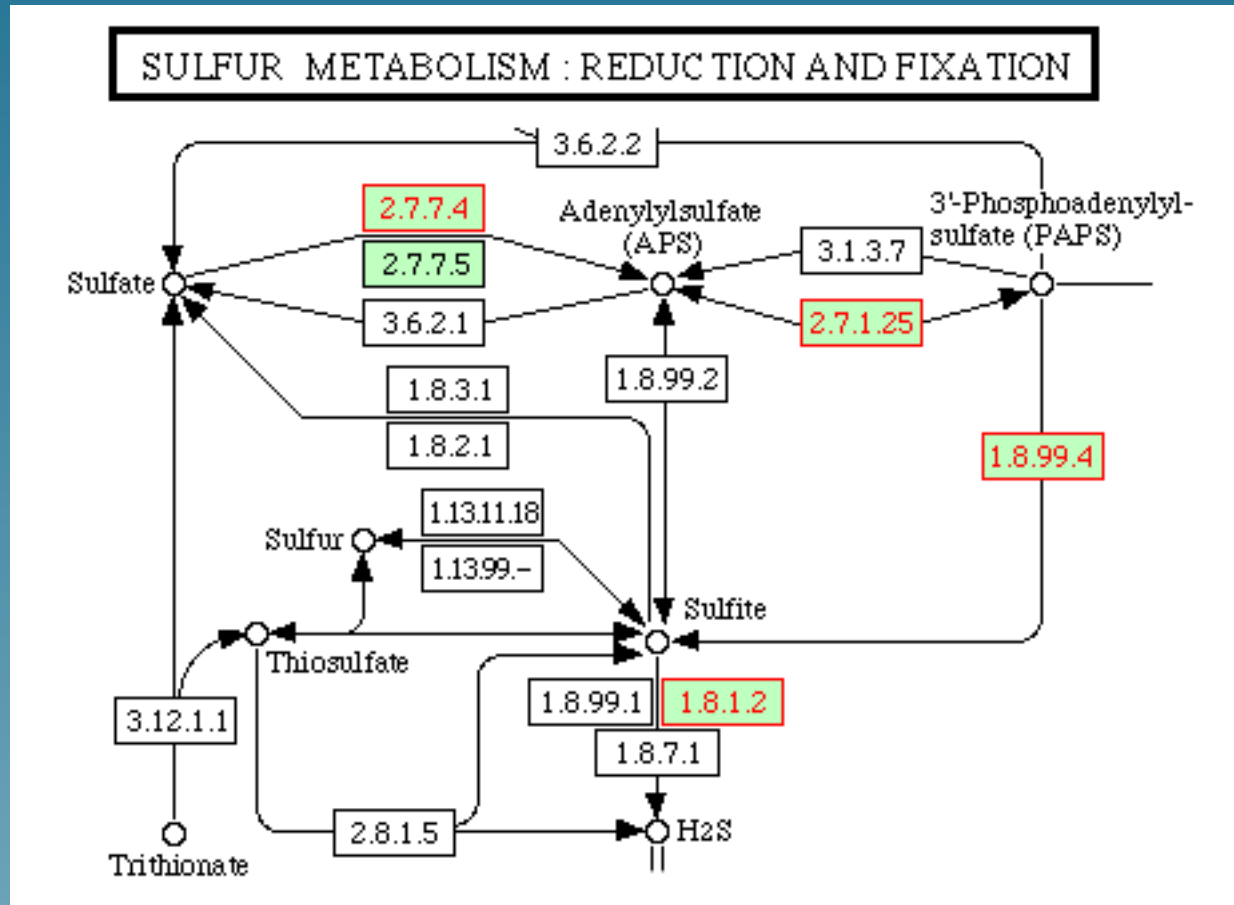 SULFUR METABOLISM : REDUCTION AND FIXATION
3.6.2.2
2.7.7.4
Adenylylsulfate
(APS)
3'-Phosphoadenylyl-
sulfate (PAPS)
2.7.7.5
3.1.3.7
Sulfate
3.6.2.1
2.7.1.25
1.8.3.1
1.8.99.2
1.8.2.1
1.8.99.4
1.13.11.18
Sulfur
1.13.99.–
Sulfite
Thiosulfate
3.12.1.1
1.8.99.1
1.8.1.2
1.8.7.1
2.8.1.5
H2S
Trithionate